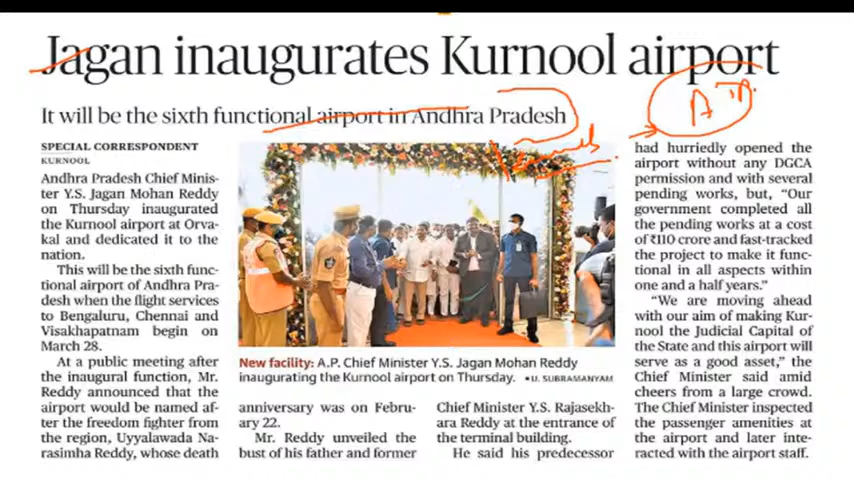 Jagan inaugurates Kurnool airport
It will be the sixth functional airport in Andhra Pradesh
SPECIAL CORRESPONDENT
KURNOOL
Andhra Pradesh Chief Minis-
ter Y.S. Jagan Mohan Reddy
on Thursday inaugurated
the Kurnool airport at Orva-
kal and dedicated it to the
nation.
This will be the sixth func-
tional airport of Andhra Pra-
desh when the flight services
to Bengaluru, Chennai and
Visakhapatnam begin on
March 28.
At a public meeting after
the inaugural function, Mr.
Reddy announced that the
airport would be named af-
ter the freedom fighter from
the region, Uyyalawada Na-
rasimha Reddy, whose death
New facility: A.P. Chief Minister Y.S. Jagan Mohan Reddy
inaugurating the Kurnool airport on Thursday. • U. SUBRAMANYAM
anniversary was on Febru-
ary 22.
Mr. Reddy unveiled the
bust of his father and former
Chief Minister Y.S. Rajasekh-
ara Reddy at the entrance of
the terminal building.
He said his predecessor
had hurriedly opened the
airport without any DGCA
permission and with several
pending works, but, “Our
government completed all
the pending works at a cost
of ₹110 crore and fast-tracked
the project to make it func-
tional in all aspects within
one and a half years.”
“We are moving ahead
with our aim of making Kur-
nool the Judicial Capital of
the State and this airport will
serve as a good asset,” the
Chief Minister said amid
cheers from a large crowd.
The Chief Minister inspected
the passenger amenities at
the airport and later inte-
racted with the airport staff.